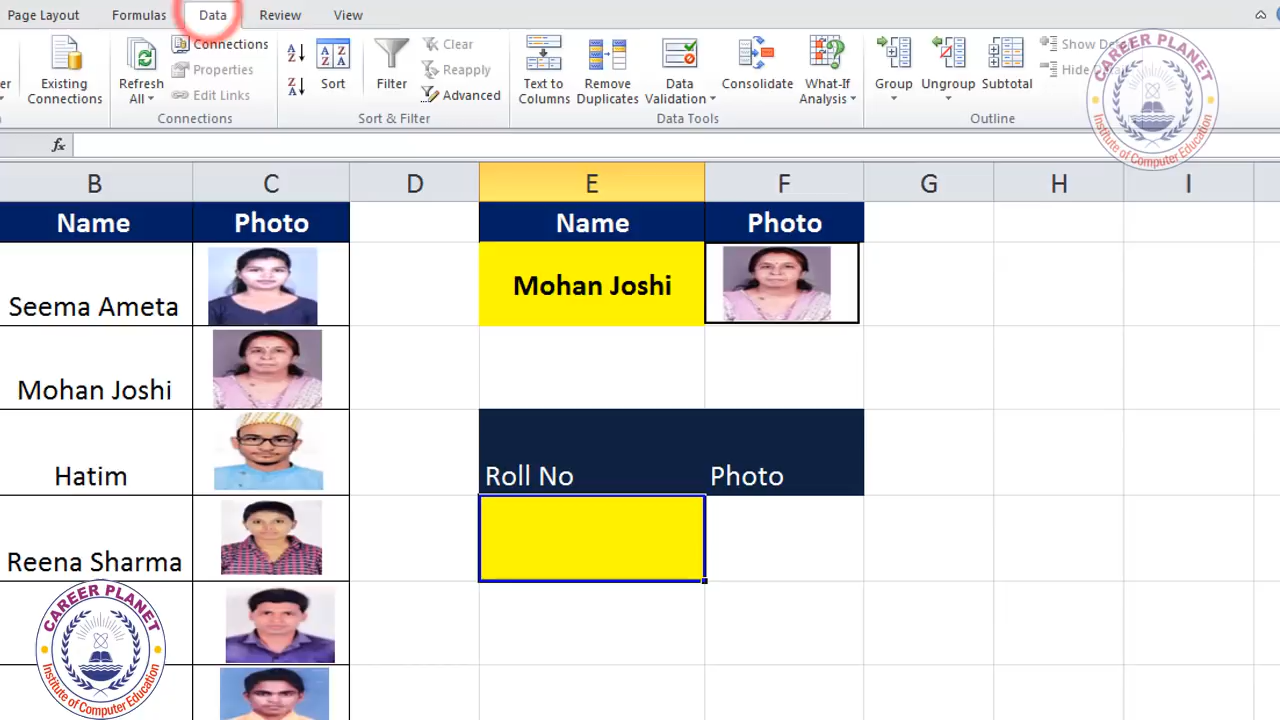 Page Layout Formulas Data Review View
Existing Connections
Refresh All
Connections
Properties
Edit Links
Connections
Sort
Filter
Clear
Reapply
Advanced
Sort & Filter
Text to Columns
Remove Duplicates
Data Validation
Consolidate
What-If Analysis
Data Tools
Group
Ungroup
Subtotal
Show De
Hide De
Outline
CAREER PLANET
Institute of Computer Education
fx
B C D E F G H I
Name Photo Name Photo
Seema Ameta Mohan Joshi
Mohan Joshi
Hatim Roll No Photo
Reena Sharma
CAREER PLANET
Institute of Computer Education